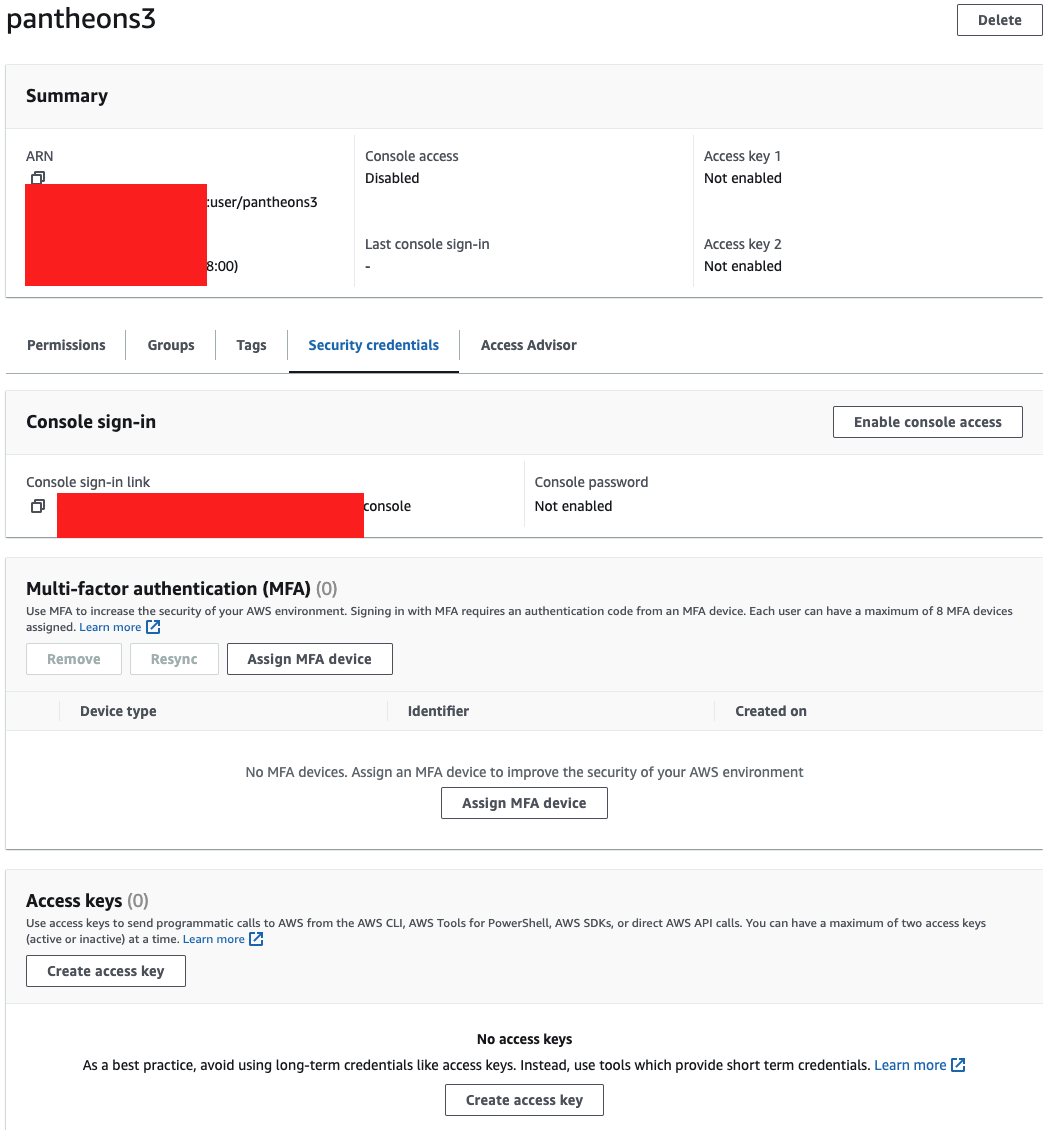 pantheons3
Delete
Summary
ARN
:user/pantheons3
8:00)
Console access
Disabled
Last console sign-in
-
Access key 1
Not enabled
Access key 2
Not enabled
Permissions
Groups
Tags
Security credentials
Access Advisor
Console sign-in
Enable console access
Console sign-in link
console
Console password
Not enabled
Multi-factor authentication (MFA) (0)
Use MFA to increase the security of your AWS environment. Signing in with MFA requires an authentication code from an MFA device. Each user can have a maximum of 8 MFA devices
assigned. Learn more
Remove
Resync
Assign MFA device
Device type
Identifier
Created on
No MFA devices. Assign an MFA device to improve the security of your AWS environment
Assign MFA device
Access keys (0)
Use access keys to send programmatic calls to AWS from the AWS CLI, AWS Tools for PowerShell, AWS SDKs, or direct AWS API calls. You can have a maximum of two access keys
(active or inactive) at a time. Learn more
Create access key
No access keys
As a best practice, avoid using long-term credentials like access keys. Instead, use tools which provide short term credentials. Learn more
Create access key